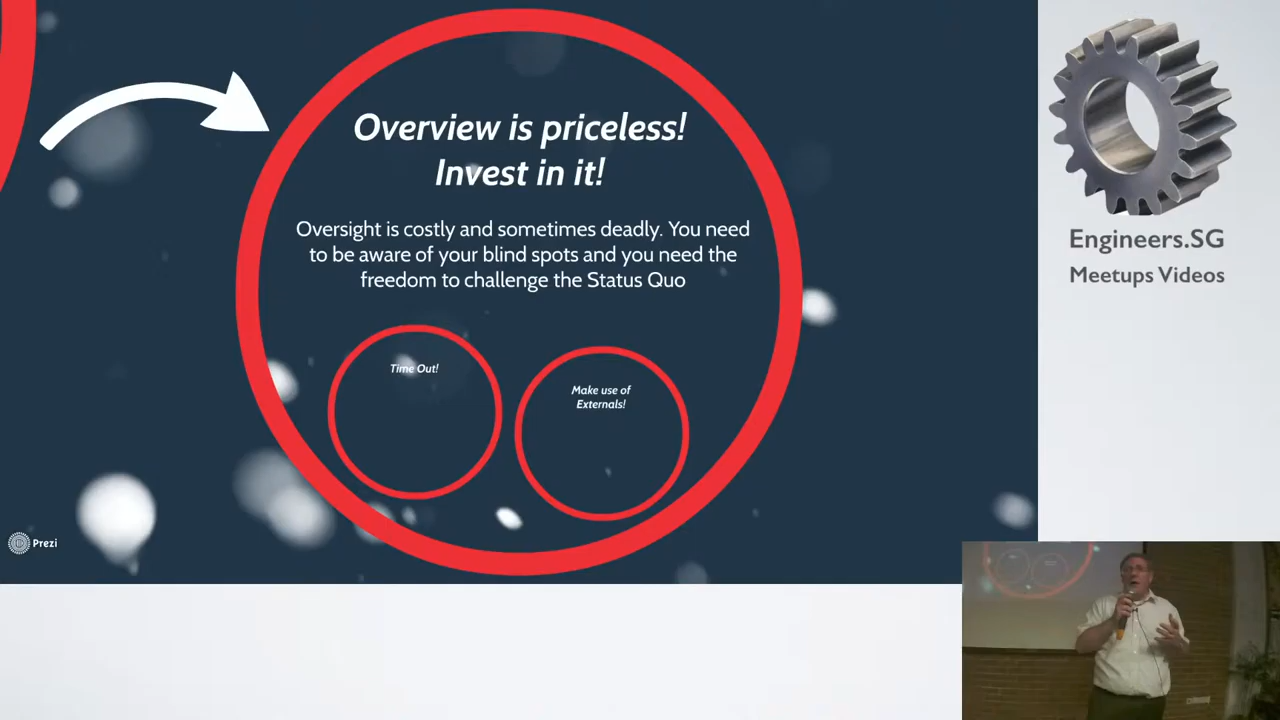 Overview is priceless!
Invest in it!
Oversight is costly and sometimes deadly. You need
to be aware of your blind spots and you need the
freedom to challenge the Status Quo
Time Out!
Make use of
Externals!
Prezi
Engineers.SG
Meetups Videos